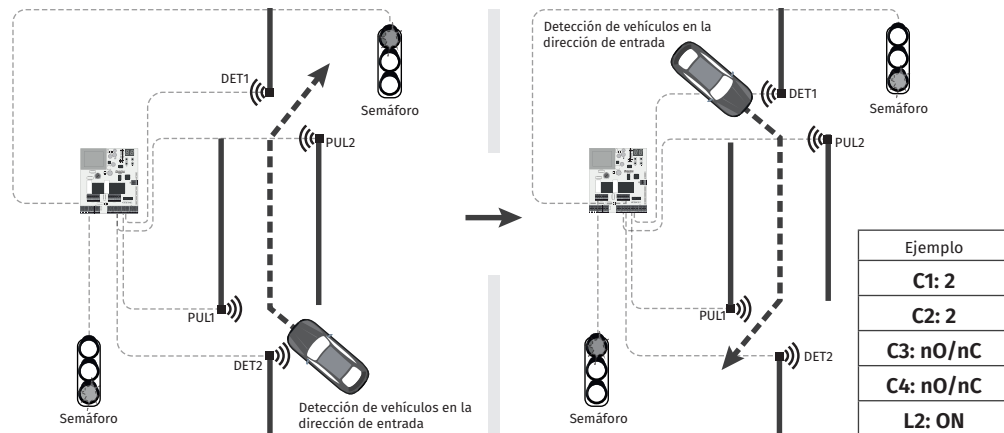 DET1
Semáforo
PUL2
PUL1
DET2
Semáforo
Detección de vehículos en la
dirección de entrada
Detección de vehículos en la
dirección de entrada
DET1
Semáforo
PUL2
PUL1
DET2
Semáforo
Ejemplo
C1: 2
C2: 2
C3: nO/nC
C4: nO/nC
L2: ON